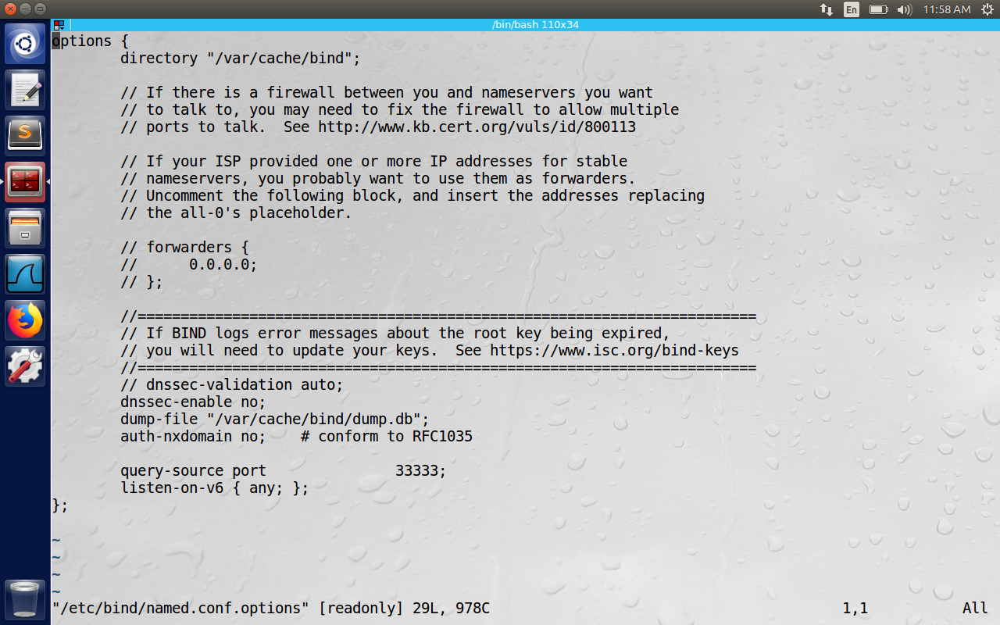 En 11:58 AM
/bin/bash 110x34
options {
        directory "/var/cache/bind";
        // If there is a firewall between you and nameservers you want
        // to talk to, you may need to fix the firewall to allow multiple
        // ports to talk.  See http://www.kb.cert.org/vuls/id/800113
        // If your ISP provided one or more IP addresses for stable
        // nameservers, you probably want to use them as forwarders.
        // Uncomment the following block, and insert the addresses replacing
        // the all-0's placeholder.
        // forwarders {
        //      0.0.0.0;
        // };
        //========================================================================
        // If BIND logs error messages about the root key being expired,
        // you will need to update your keys.  See https://www.isc.org/bind-keys
        //========================================================================
        // dnssec-validation auto;
        dnssec-enable no;
        dump-file "/var/cache/bind/dump.db";
        auth-nxdomain no;    # conform to RFC1035
        query-source port               33333;
        listen-on-v6 { any; };
};
~
~
~
~
"/etc/bind/named.conf.options" [readonly] 29L, 978C 1,1 All